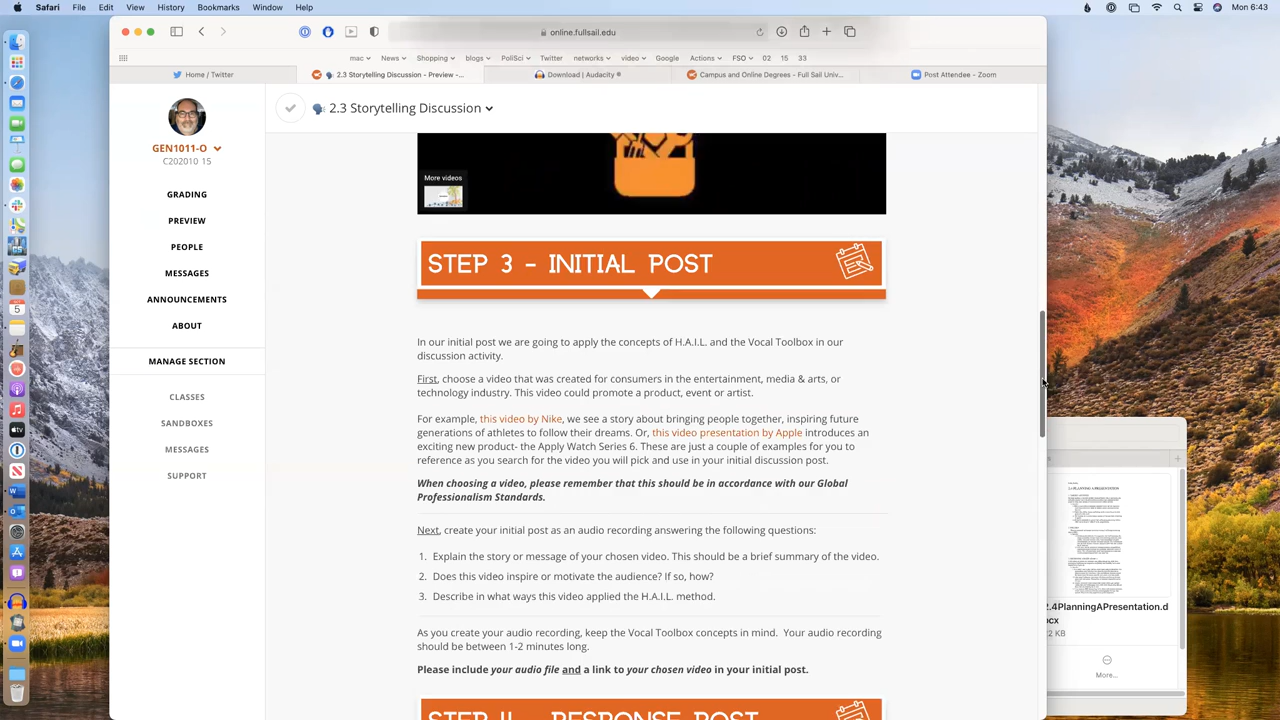 Window Help
Safari File Edit View History Bookmarks Window Help
Mon 6:43
online.fullsail.edu
mac News Shopping blogs PoliSci Twitter networks video Google Actions FSO 02 15 33
Home / Twitter
2.3 Storytelling Discussion - Preview -...
Download | Audacity ®
Campus and Online Degrees - Full Sail Univ...
Post Attendee - Zoom
GEN1011-O
C202010 15
GRADING
PREVIEW
PEOPLE
MESSAGES
ANNOUNCEMENTS
ABOUT
MANAGE SECTION
CLASSES
SANDBOXES
MESSAGES
SUPPORT
2.3 Storytelling Discussion
More videos
STEP 3 - INITIAL POST
In our initial post we are going to apply the concepts of H.A.I.L. and the Vocal Toolbox in our
discussion activity.
First, choose a video that was created for consumers in the entertainment, media & arts, or
technology industry. This video could promote a product, event or artist.
For example, this video by Nike, we see a story about bringing people together, inspiring future
generations of athletes to follow their dreams. Or, this video presentation by Apple introduces an
exciting new product- the Apply Watch Series 6. These are just a couple of examples for you to
reference as you search for the video you will pick and use in your initial discussion post.
When choosing a video, please remember that this should be in accordance with our Global
Professionalism Standards.
Next, create your initial post as an audio recording answering the following questions:
1. Explain the story or message of your chosen video. This should be a brief summary of the video.
2. Does this video inspire or motivate the audience? If so, how?
3. Describe in what ways this video applied the H.A.I.L. method.
As you create your audio recording, keep the Vocal Toolbox concepts in mind. Your audio recording
should be between 1-2 minutes long.
Please include your audio file and a link to your chosen video in your initial post.
2.4PlanningAPresentation.d
ocx
More...